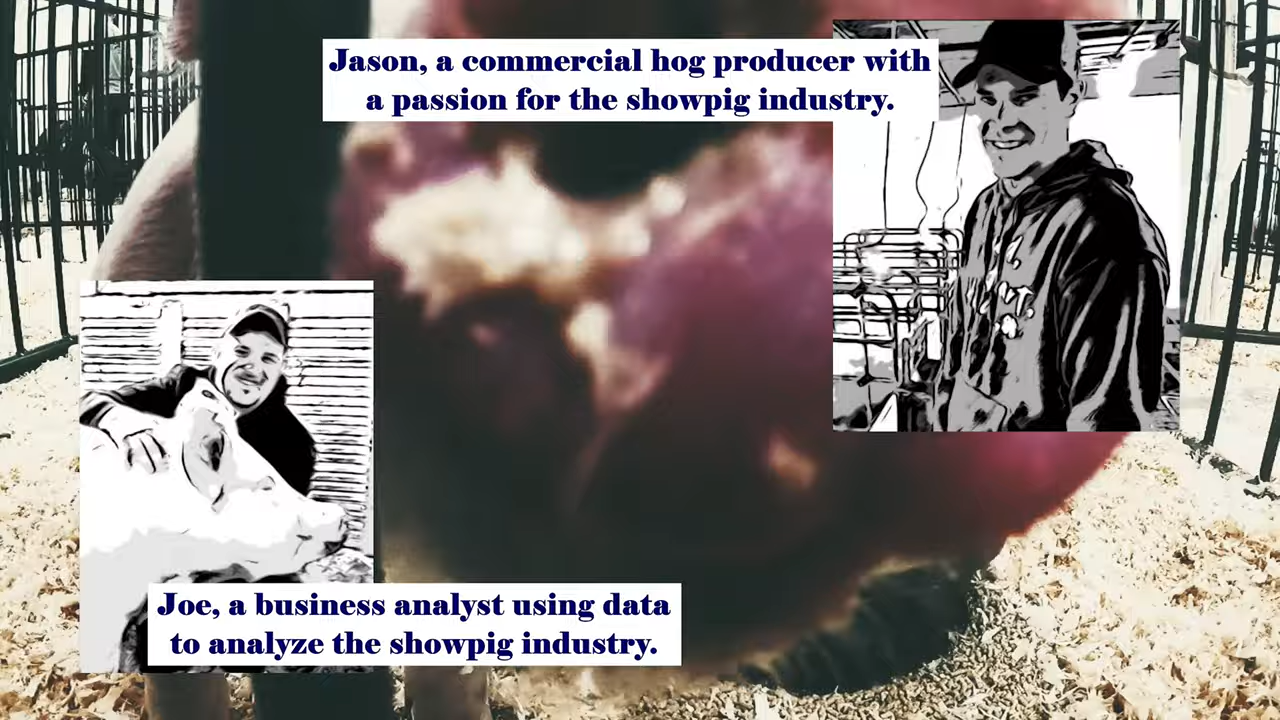 Jason, a commercial hog producer with
a passion for the showpig industry.
Joe, a business analyst using data
to analyze the showpig industry.